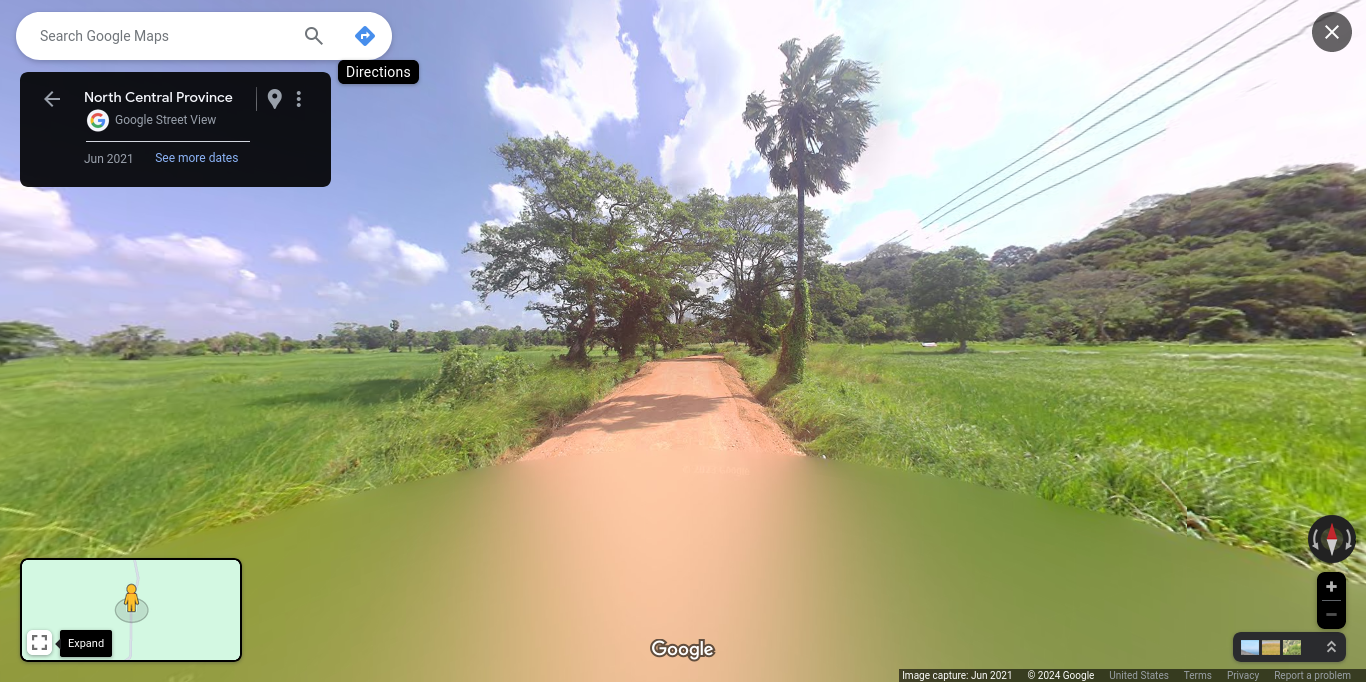 Search Google Maps
Directions
North Central Province
Google Street View
Jun 2021
See more dates
Expand
Google
Image capture: Jun 2021 © 2024 Google United States Terms Privacy Report a problem